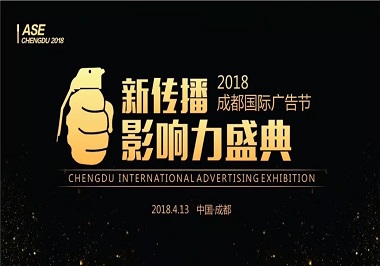 ASE
CHENGDU 2018
新传播
2018
成都国际广告节
影响力盛典
CHENGDU INTERNATIONAL ADVERTISING EXHIBITION
2018.4.13 中国·成都